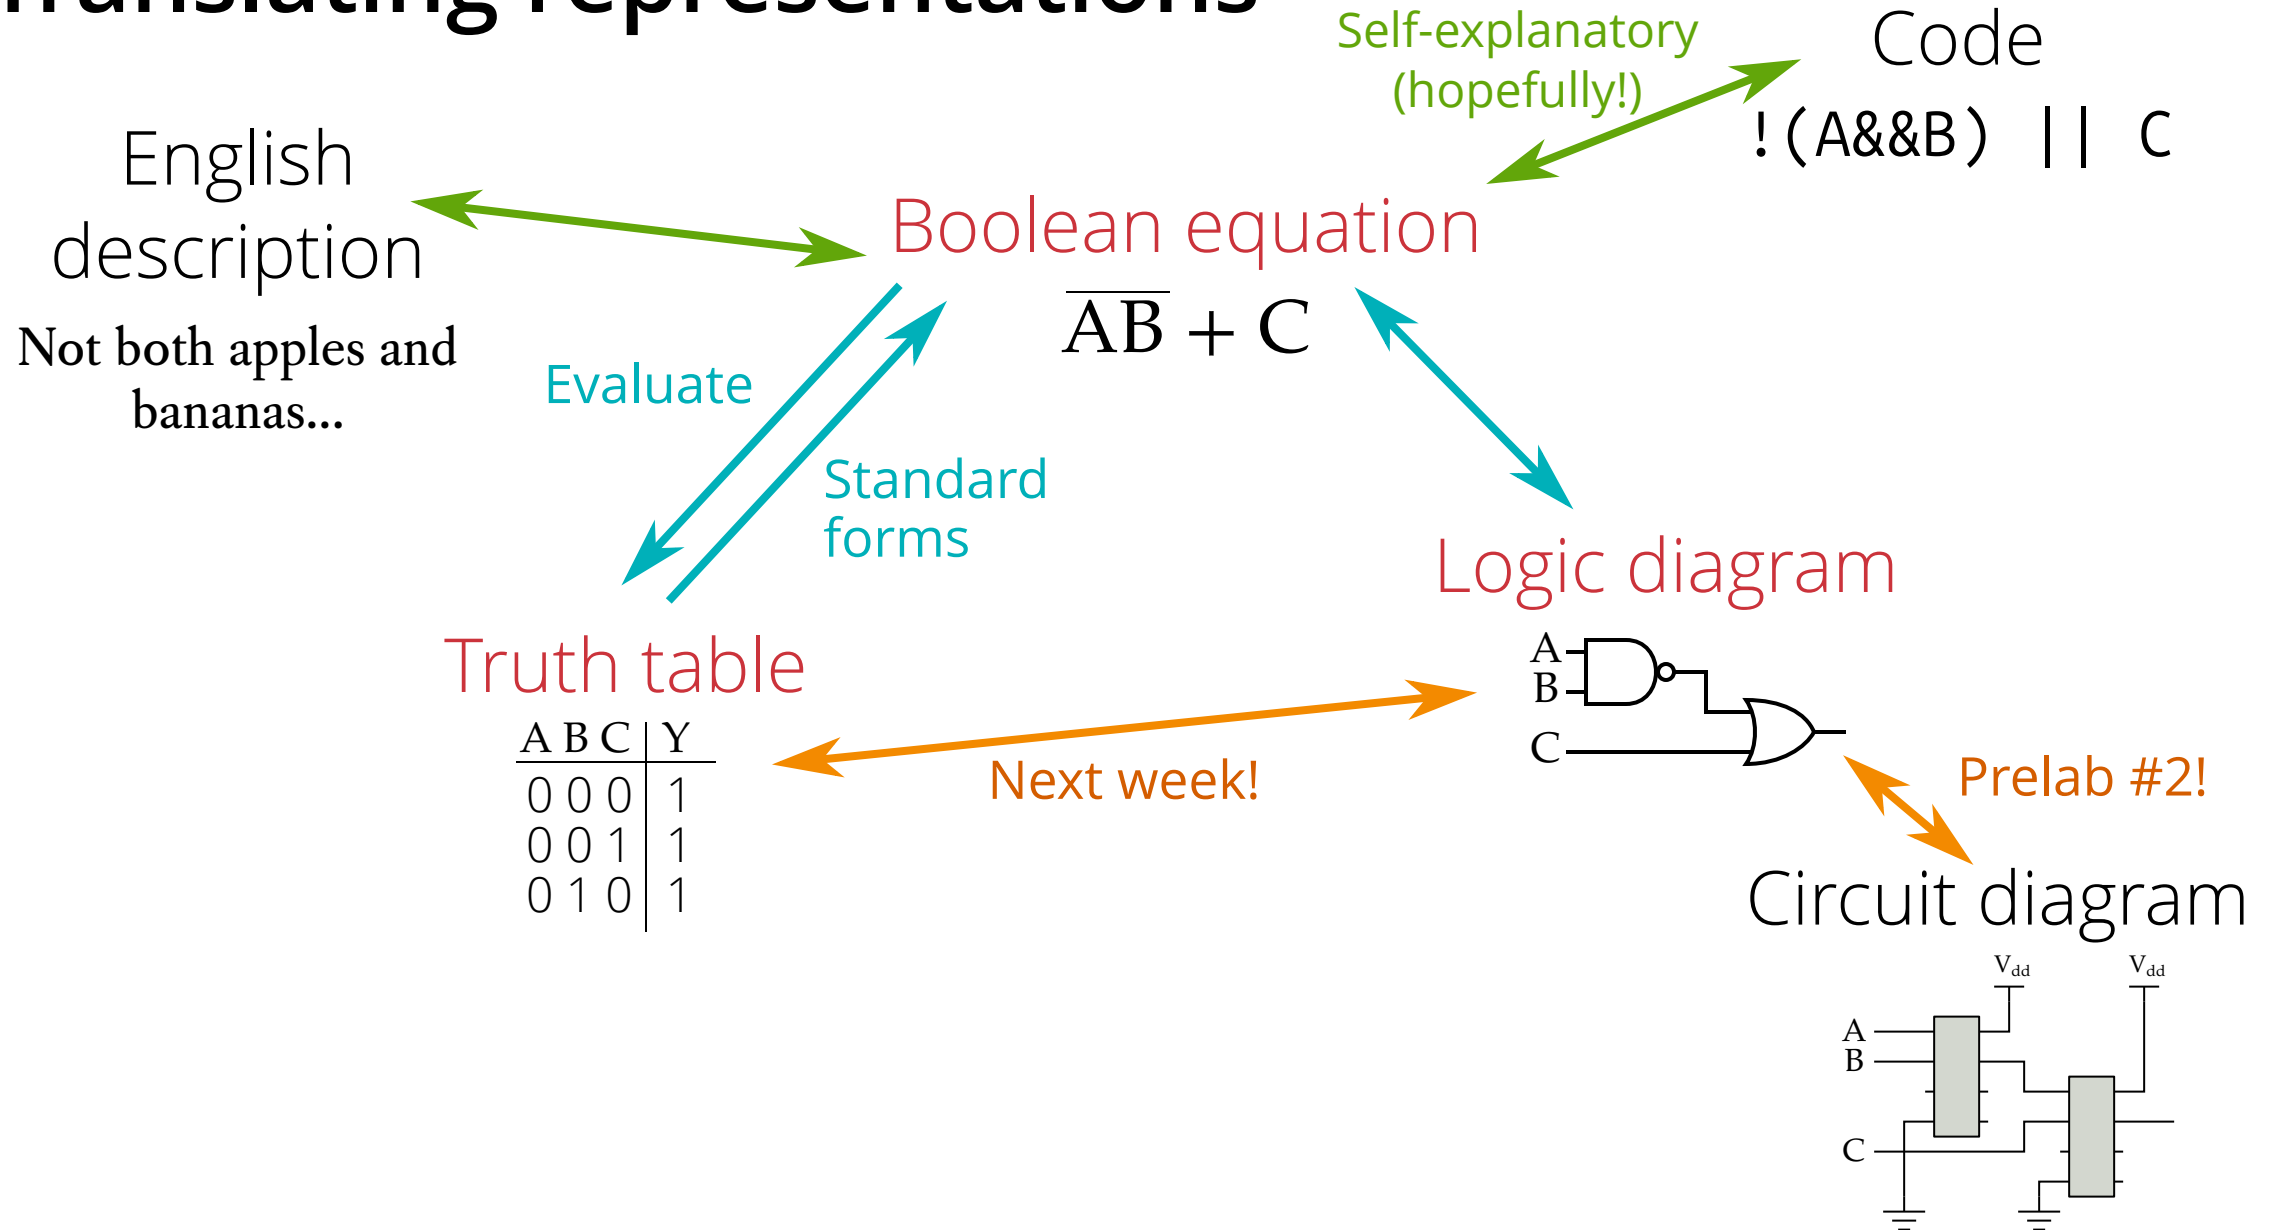 Translating representations
Self-explanatory
(hopefully!)
Code
!(A&&B) || C
English
description
Not both apples and
bananas...
Boolean equation
A̅B̅ + C
Evaluate
Standard
forms
Logic diagram
A
B
C
Truth table
A B C Y
0 0 0 1
0 0 1 1
0 1 0 1
Next week!
Prelab #2!
Circuit diagram
Vdd Vdd
A
B
C